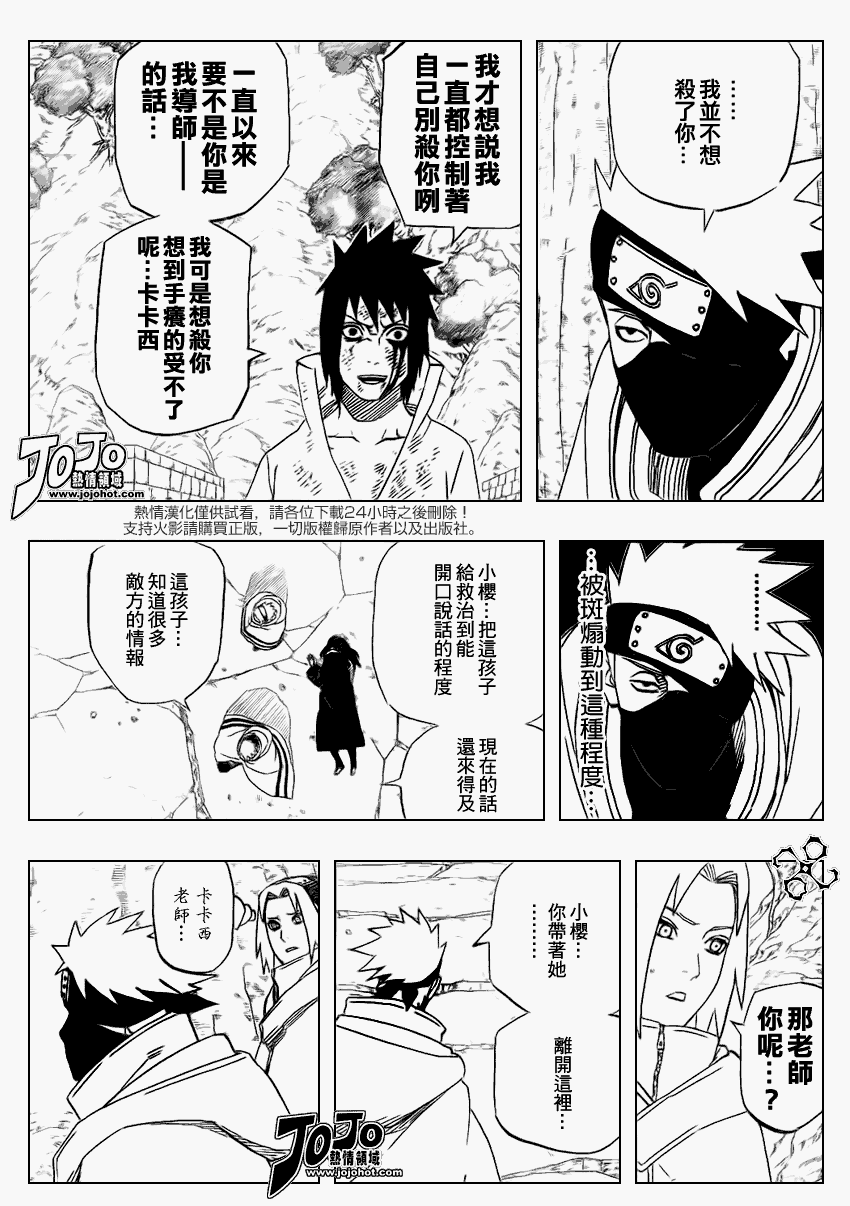 ……
我並不想
殺了你…
我才想説我
一直都控制著
自己別殺你咧
一直以來
要不是你是
我導師——
的話…
我可是想殺你
想到手癢的受不了
呢…卡卡西
JOJO
熱情領域
www.jojohot.com
熱情漢化僅供試看，請各位下載24小時之後刪除！
支持火影請購買正版，一切版權歸原作者以及出版社。
………
…被斑煽動到這種程度…
小櫻…把這孩子
給救治到能
開口說話的程度
現在的話
還來得及
這孩子…
知道很多
敵方的情報
那老師
你呢…？
小櫻…
你帶著她
………
離開這裡…
卡卡西
老師…
JOJO
熱情領域
www.jojohot.com